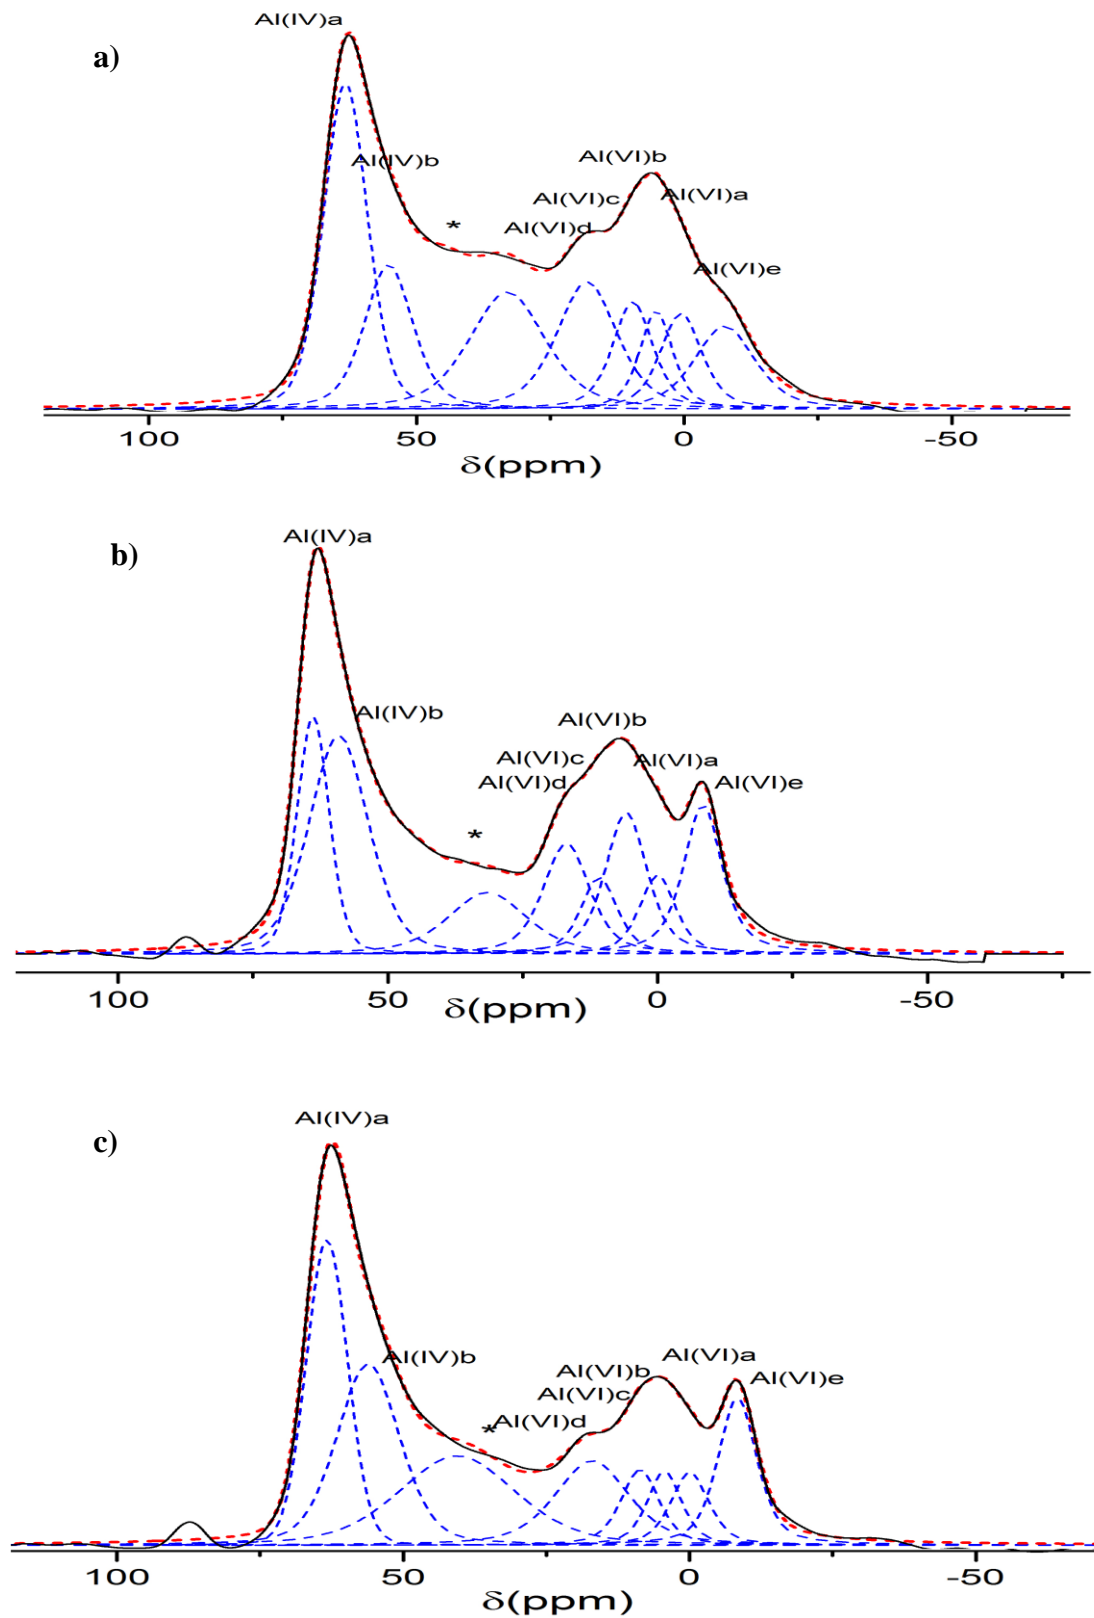 Al(IV)a
a)
Al(IV)b
Al(VI)b
Al(VI)c
Al(VI)a
*
Al(VI)d
Al(VI)e
100 50 0 -50
δ(ppm)
Al(IV)a
b)
Al(IV)b
Al(VI)b
Al(VI)c
Al(VI)a
Al(VI)d
Al(VI)e
*
100 50 0 -50
δ(ppm)
Al(IV)a
c)
Al(IV)b
Al(VI)a
Al(VI)b
Al(VI)e
Al(VI)c
*
Al(VI)d
100 50 0 -50
δ(ppm)